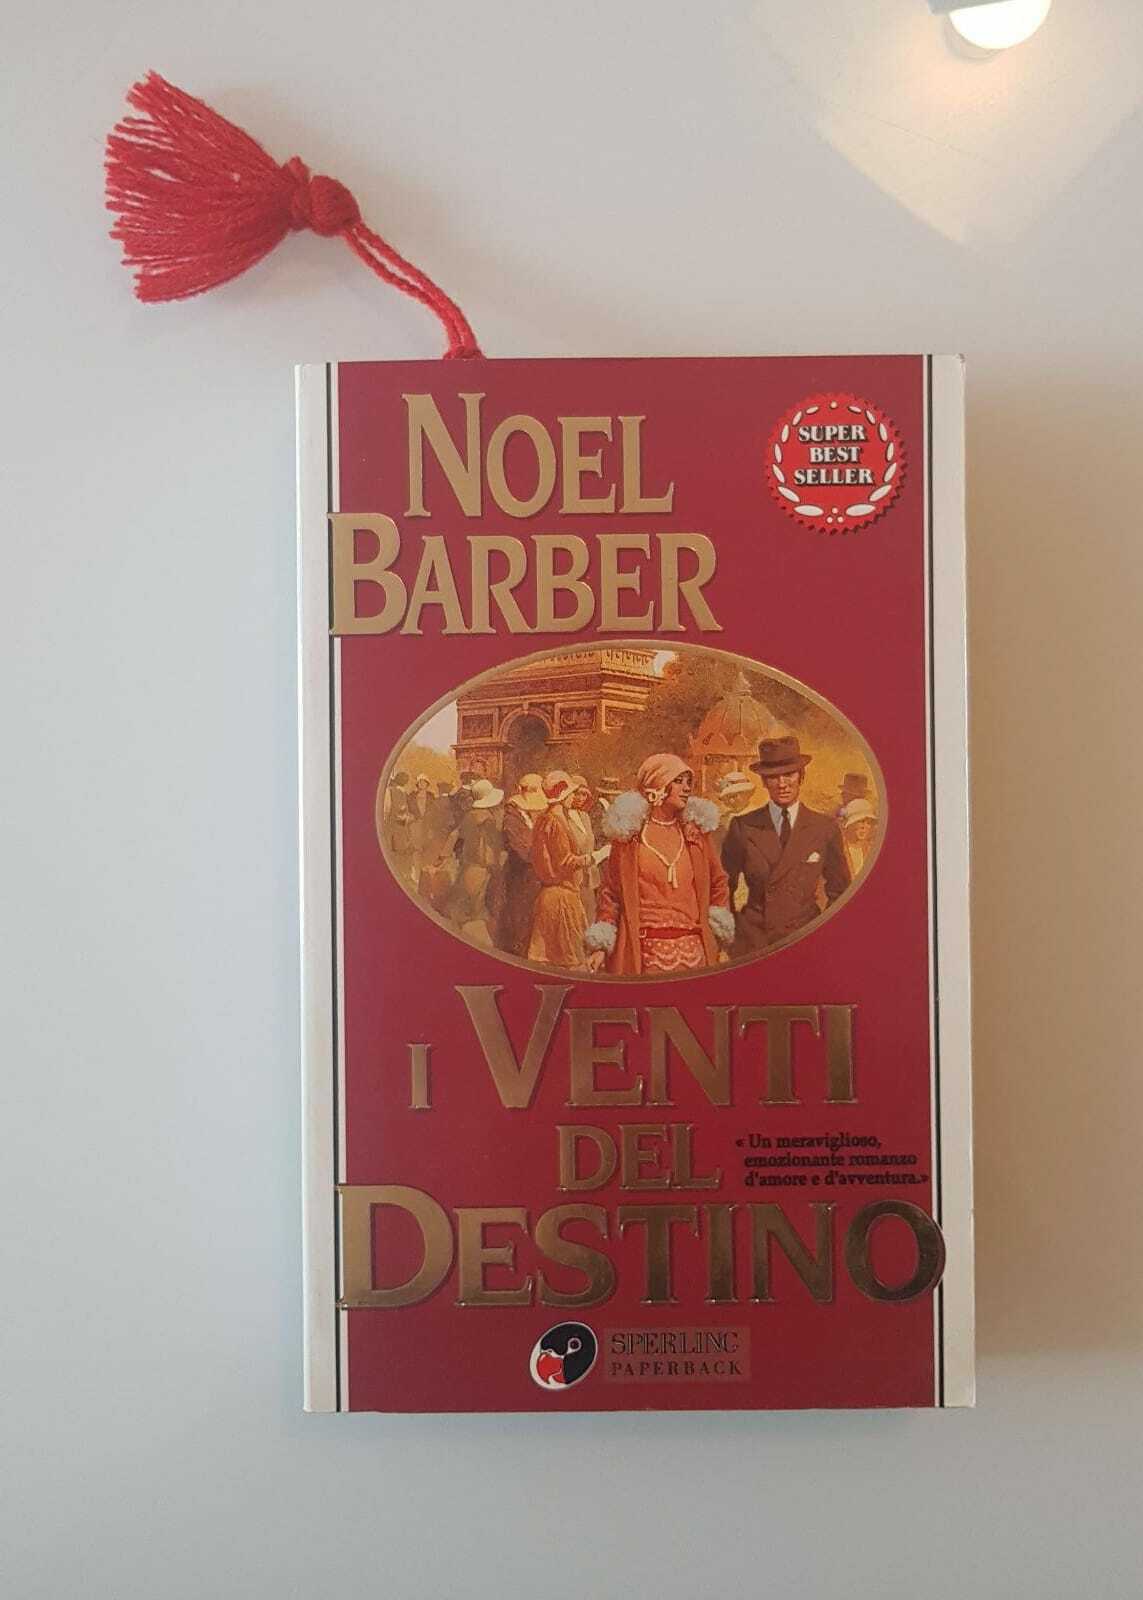 NOEL
BARBER
SUPER
BEST
SELLER
I VENTI
DEL
DESTINO
« Un meraviglioso,
emozionante romanzo
d'amore e d'avventura.»
SPERLING
PAPERBACK